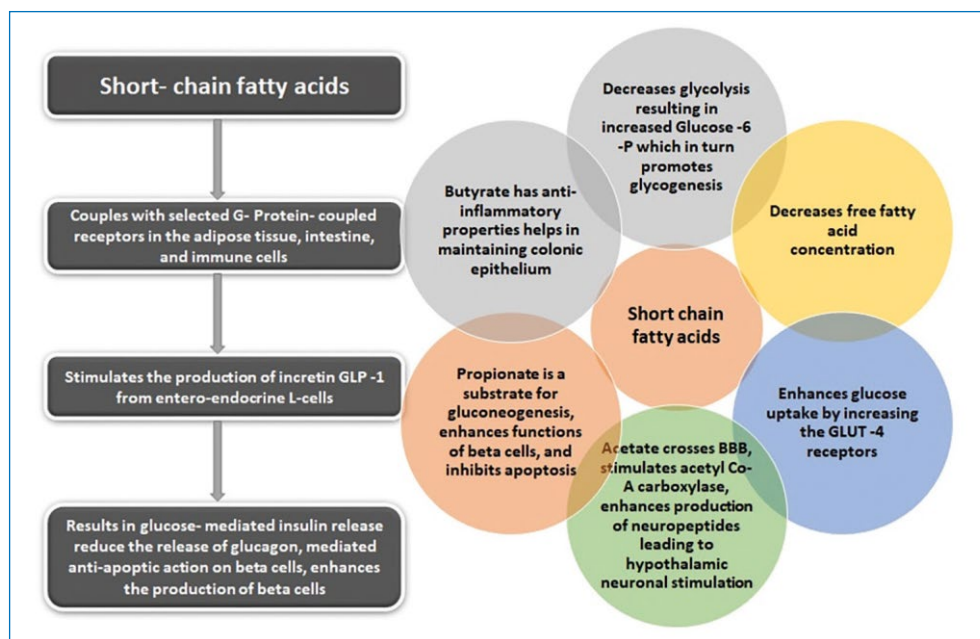 Short- chain fatty acids
Couples with selected G- Protein- coupled
receptors in the adipose tissue, intestine,
and immune cells
Stimulates the production of incretin GLP -1
from entero-endocrine L-cells
Results in glucose- mediated insulin release
reduce the release of glucagon, mediated
anti-apoptic action on beta cells, enhances
the production of beta cells
Decreases glycolysis
resulting in
increased Glucose -6
-P which in turn
promotes
glycogenesis
Decreases free fatty
acid
concentration
Enhances glucose
uptake by increasing
the GLUT -4
receptors
Acetate crosses BBB,
stimulates acetyl Co-
A carboxylase,
enhances production
of neuropeptides
leading to
hypothalamic
neuronal stimulation
Propionate is a
substrate for
gluconeogenesis,
enhances functions
of beta cells, and
inhibits apoptosis
Butyrate has anti-
inflammatory
properties helps in
maintaining colonic
epithelium
Short chain
fatty acids